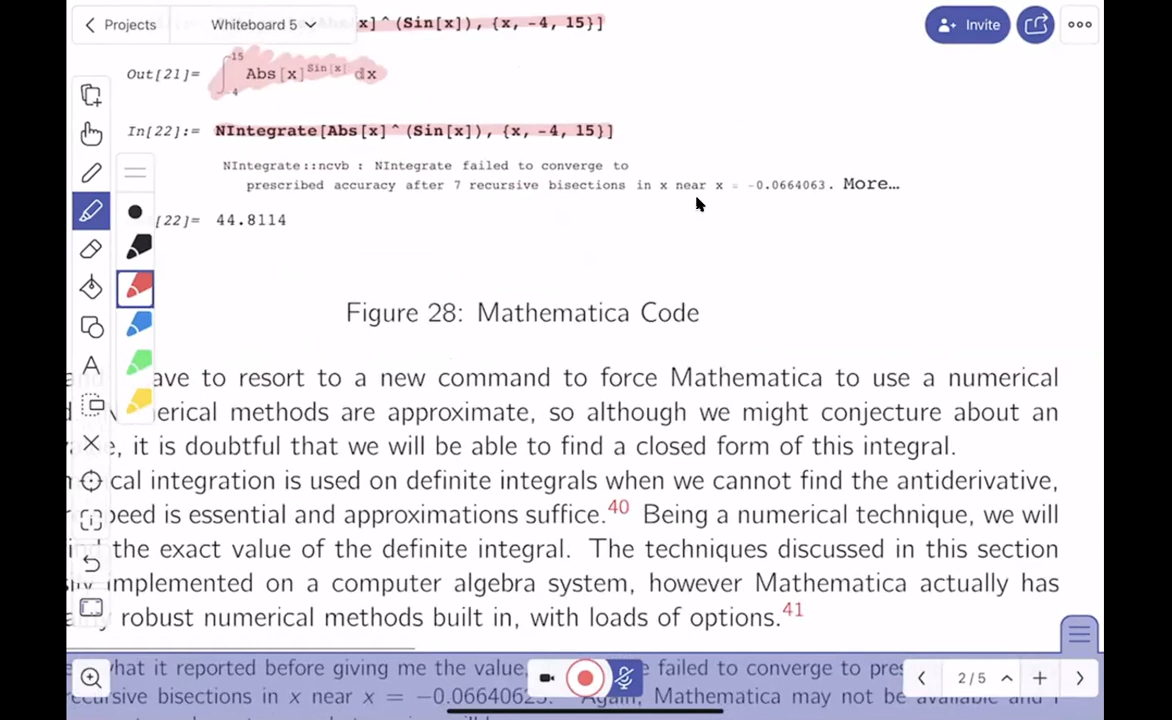 Projects
Whiteboard 5
x]^(Sin[x]), {x, -4, 15}]
Invite
Out[21]= ∫ 15 -4 Abs[x]^Sin[x] dx
In[22]:= NIntegrate[Abs[x]^(Sin[x]), {x, -4, 15}]
NIntegrate::ncvb : NIntegrate failed to converge to
prescribed accuracy after 7 recursive bisections in x near x = -0.0664063. More…
[22]= 44.8114
Figure 28: Mathematica Code
ave to resort to a new command to force Mathematica to use a numerical
erical methods are approximate, so although we might conjecture about an
e, it is doubtful that we will be able to find a closed form of this integral.
cal integration is used on definite integrals when we cannot find the antiderivative,
peed is essential and approximations suffice.40 Being a numerical technique, we will
the exact value of the definite integral. The techniques discussed in this section
implemented on a computer algebra system, however Mathematica actually has
robust numerical methods built in, with loads of options.41
hat it reported before giving me the value, failed to converge to
recursive bisections in x near x = −0.0664062 Again, Mathematica may not be available and I
2/5